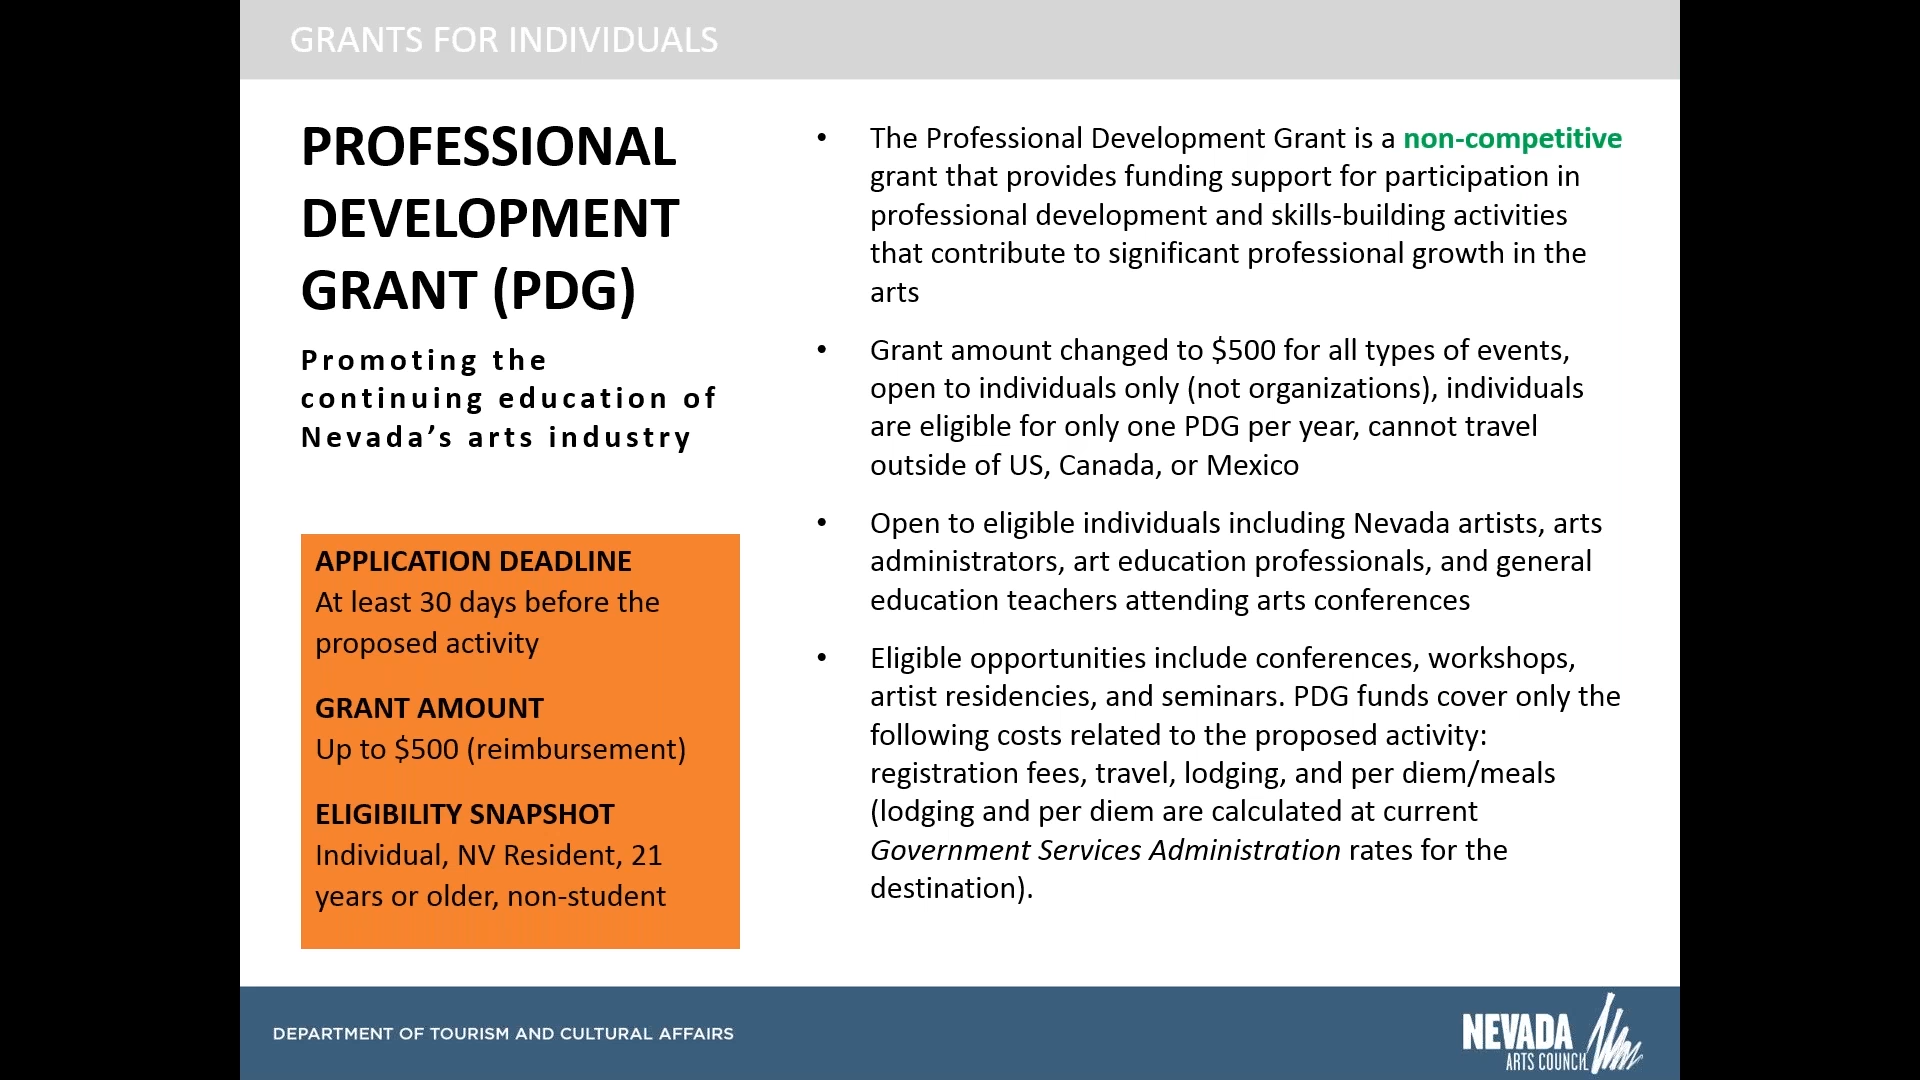 GRANTS FOR INDIVIDUALS
PROFESSIONAL
DEVELOPMENT
GRANT (PDG)
Promoting the
continuing education of
Nevada’s arts industry
APPLICATION DEADLINE
At least 30 days before the
proposed activity
GRANT AMOUNT
Up to $500 (reimbursement)
ELIGIBILITY SNAPSHOT
Individual, NV Resident, 21
years or older, non-student
• The Professional Development Grant is a non-competitive
grant that provides funding support for participation in
professional development and skills-building activities
that contribute to significant professional growth in the
arts
• Grant amount changed to $500 for all types of events,
open to individuals only (not organizations), individuals
are eligible for only one PDG per year, cannot travel
outside of US, Canada, or Mexico
• Open to eligible individuals including Nevada artists, arts
administrators, art education professionals, and general
education teachers attending arts conferences
• Eligible opportunities include conferences, workshops,
artist residencies, and seminars. PDG funds cover only the
following costs related to the proposed activity:
registration fees, travel, lodging, and per diem/meals
(lodging and per diem are calculated at current
Government Services Administration rates for the
destination).
DEPARTMENT OF TOURISM AND CULTURAL AFFAIRS
NEVADA
ARTS COUNCIL